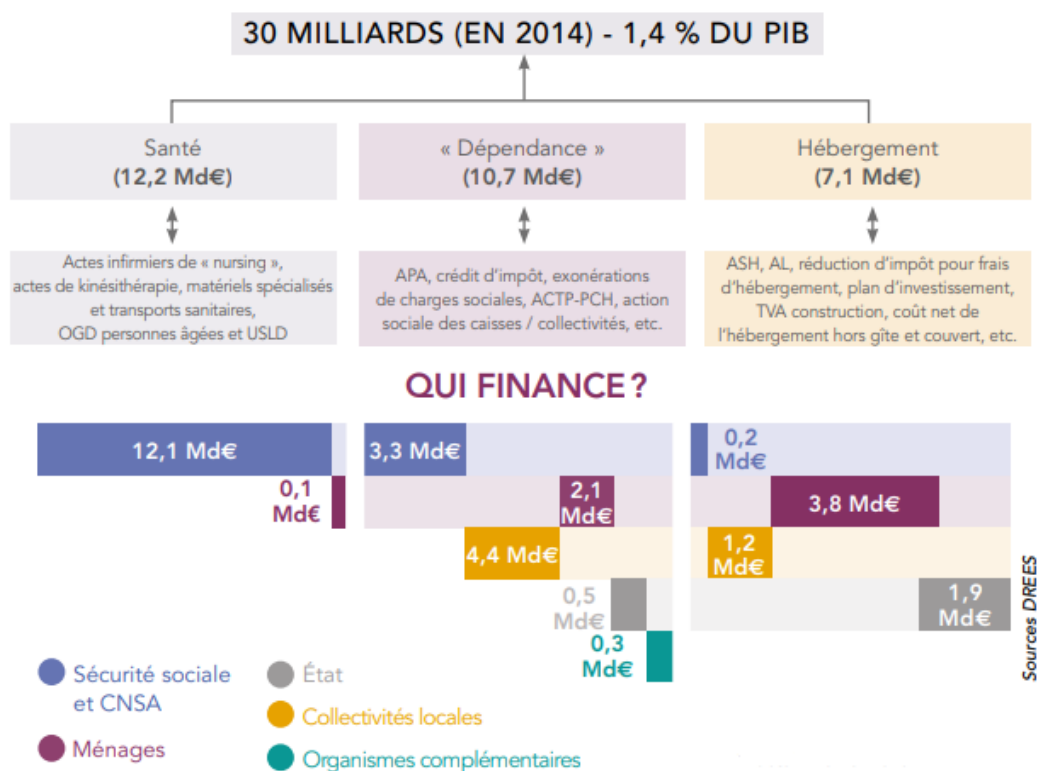 30 MILLIARDS (EN 2014) - 1,4 % DU PIB
Santé
(12,2 Md€)
« Dépendance »
(10,7 Md€)
Hébergement
(7,1 Md€)
Actes infirmiers de « nursing »,
actes de kinésithérapie, matériels spécialisés
et transports sanitaires,
OGD personnes âgées et USLD
APA, crédit d'impôt, exonérations
de charges sociales, ACTP-PCH, action
sociale des caisses / collectivités, etc.
ASH, AL, réduction d'impôt pour frais
d'hébergement, plan d'investissement,
TVA construction, coût net de
l'hébergement hors gîte et couvert, etc.
QUI FINANCE ?
12,1 Md€
0,1
Md€
3,3 Md€
2,1
Md€
4,4 Md€
0,5
Md€
0,3
Md€
0,2
Md€
3,8 Md€
1,2
Md€
1,9
Md€
Sources DREES
Sécurité sociale
et CNSA
Ménages
État
Collectivités locales
Organismes complémentaires